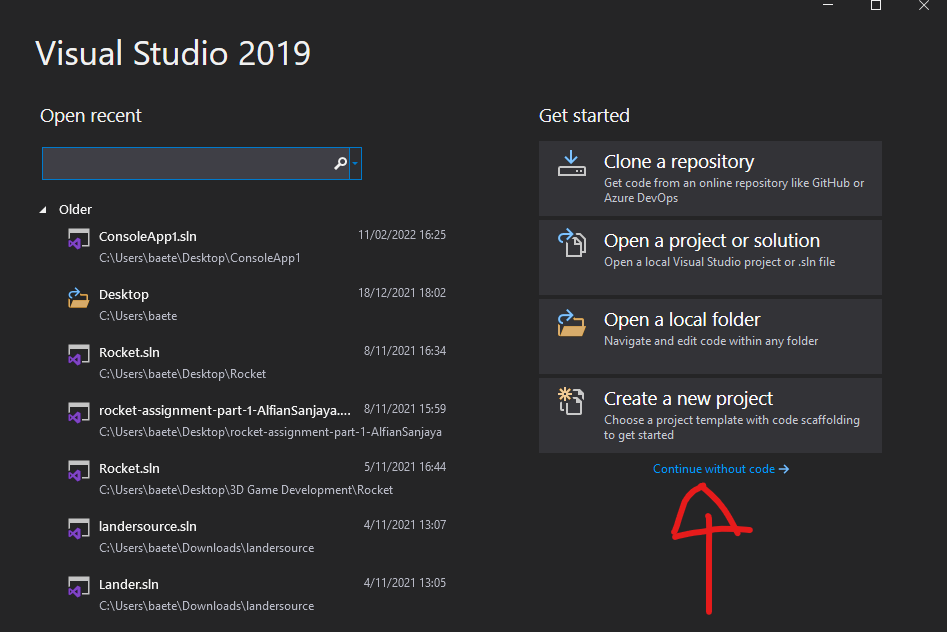 Visual Studio 2019
Open recent
Older
ConsoleApp1.sln 11/02/2022 16:25
C:\Users\baete\Desktop\ConsoleApp1
Desktop 18/12/2021 18:02
C:\Users\baete
Rocket.sln 8/11/2021 16:34
C:\Users\baete\Desktop\Rocket
rocket-assignment-part-1-AlfianSanjaya.... 8/11/2021 15:59
C:\Users\baete\Desktop\rocket-assignment-part-1-AlfianSanjaya
Rocket.sln 5/11/2021 16:44
C:\Users\baete\Desktop\3D Game Development\Rocket
landersource.sln 4/11/2021 13:07
C:\Users\baete\Downloads\landersource
Lander.sln 4/11/2021 13:05
C:\Users\baete\Downloads\landersource
Get started
Clone a repository
Get code from an online repository like GitHub or
Azure DevOps
Open a project or solution
Open a local Visual Studio project or .sln file
Open a local folder
Navigate and edit code within any folder
Create a new project
Choose a project template with code scaffolding
to get started
Continue without code →